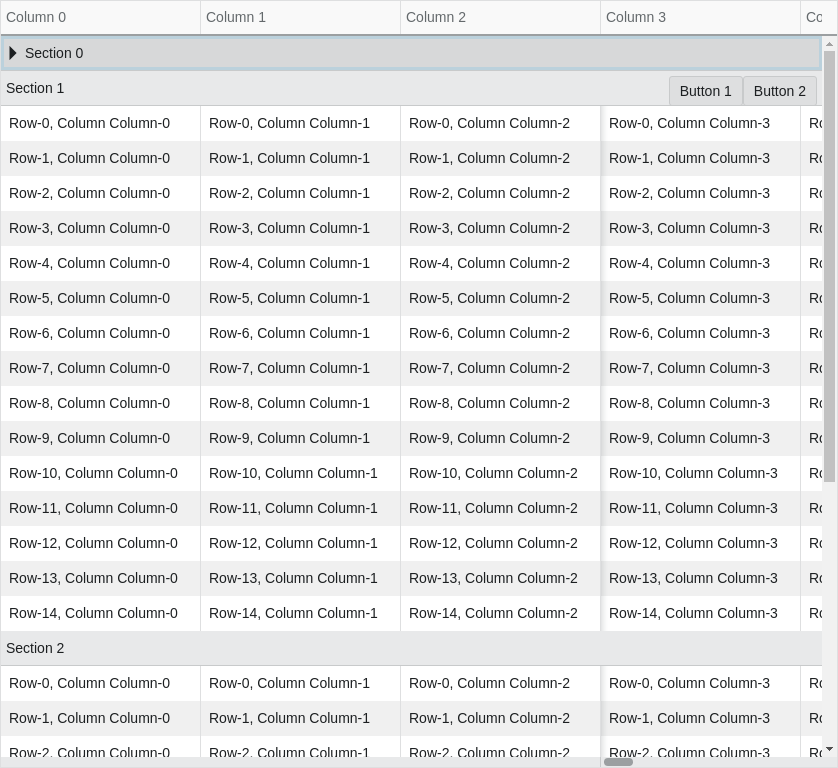 Column 0 Column 1 Column 2 Column 3 Co
Section 0
Section 1 Button 1 Button 2
Row-0, Column Column-0 Row-0, Column Column-1 Row-0, Column Column-2 Row-0, Column Column-3 Ro
Row-1, Column Column-0 Row-1, Column Column-1 Row-1, Column Column-2 Row-1, Column Column-3 Ro
Row-2, Column Column-0 Row-2, Column Column-1 Row-2, Column Column-2 Row-2, Column Column-3 Ro
Row-3, Column Column-0 Row-3, Column Column-1 Row-3, Column Column-2 Row-3, Column Column-3 Ro
Row-4, Column Column-0 Row-4, Column Column-1 Row-4, Column Column-2 Row-4, Column Column-3 Ro
Row-5, Column Column-0 Row-5, Column Column-1 Row-5, Column Column-2 Row-5, Column Column-3 Ro
Row-6, Column Column-0 Row-6, Column Column-1 Row-6, Column Column-2 Row-6, Column Column-3 Ro
Row-7, Column Column-0 Row-7, Column Column-1 Row-7, Column Column-2 Row-7, Column Column-3 Ro
Row-8, Column Column-0 Row-8, Column Column-1 Row-8, Column Column-2 Row-8, Column Column-3 Ro
Row-9, Column Column-0 Row-9, Column Column-1 Row-9, Column Column-2 Row-9, Column Column-3 Ro
Row-10, Column Column-0 Row-10, Column Column-1 Row-10, Column Column-2 Row-10, Column Column-3 Ro
Row-11, Column Column-0 Row-11, Column Column-1 Row-11, Column Column-2 Row-11, Column Column-3 Ro
Row-12, Column Column-0 Row-12, Column Column-1 Row-12, Column Column-2 Row-12, Column Column-3 Ro
Row-13, Column Column-0 Row-13, Column Column-1 Row-13, Column Column-2 Row-13, Column Column-3 Ro
Row-14, Column Column-0 Row-14, Column Column-1 Row-14, Column Column-2 Row-14, Column Column-3 Ro
Section 2
Row-0, Column Column-0 Row-0, Column Column-1 Row-0, Column Column-2 Row-0, Column Column-3 Ro
Row-1, Column Column-0 Row-1, Column Column-1 Row-1, Column Column-2 Row-1, Column Column-3 Ro
Row-2, Column Column-0 Row-2, Column Column-1 Row-2, Column Column-2 Row-2, Column Column-3 Ro